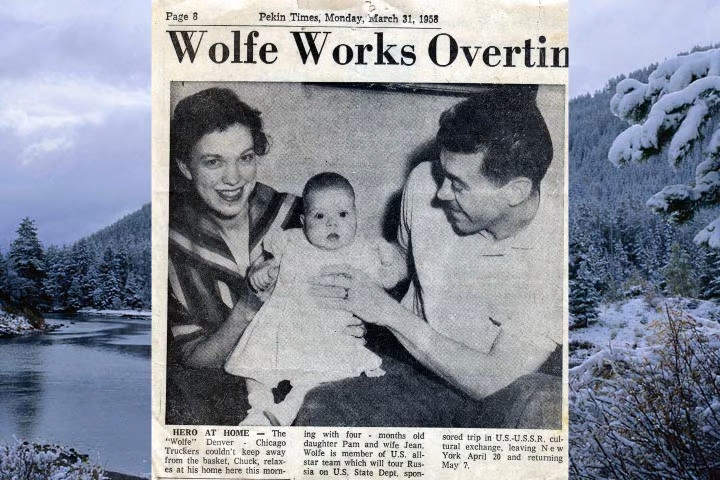 Page 8 Pekin Times, Monday, March 31, 1958
Wolfe Works Overtin
HERO AT HOME — The
"Wolfe" Denver - Chicago
Truckers couldn't keep away
from the basket, Chuck, relax-
es at his home here this morn-
ing with four - months old
daughter Pam and wife Jean.
Wolfe is member of U.S. all-
star team which will tour Rus-
sia on U.S. State Dept. spon-
sored trip in U.S.-U.S.S.R. cul-
tural exchange, leaving New
York April 20 and returning
May 7.